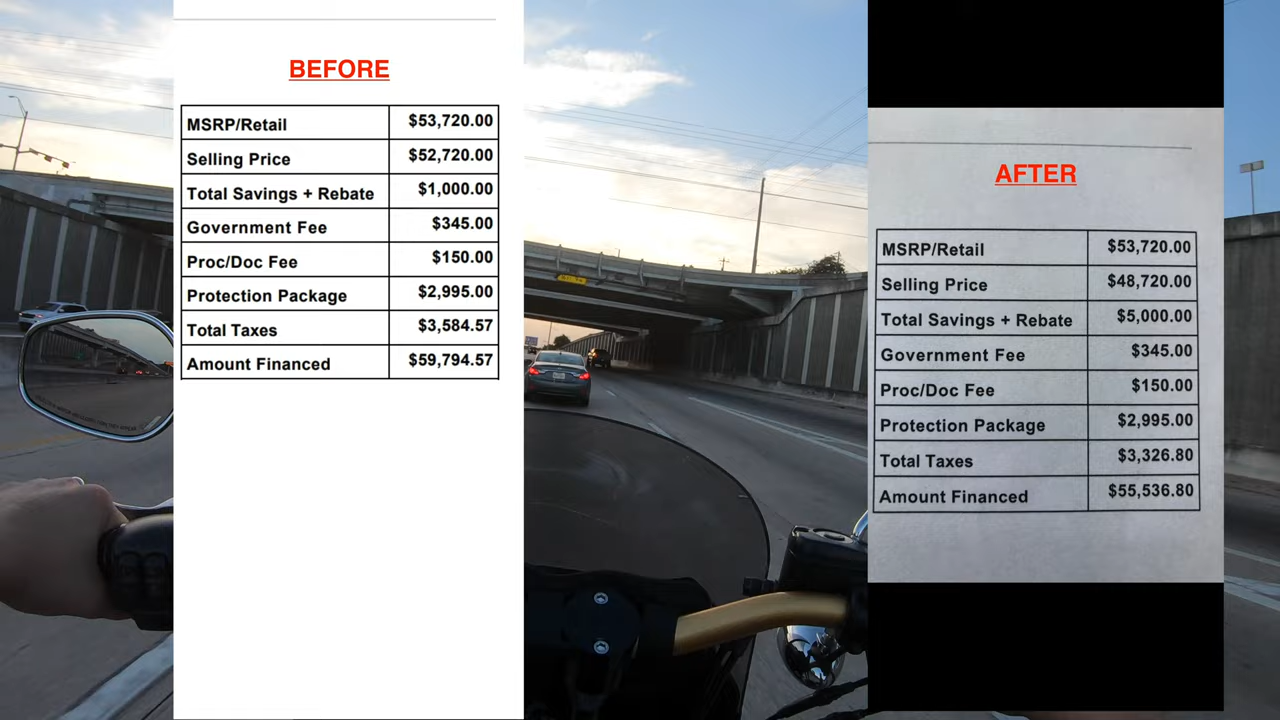 BEFORE
MSRP/Retail $53,720.00
Selling Price $52,720.00
Total Savings + Rebate $1,000.00
Government Fee $345.00
Proc/Doc Fee $150.00
Protection Package $2,995.00
Total Taxes $3,584.57
Amount Financed $59,794.57
AFTER
MSRP/Retail $53,720.00
Selling Price $48,720.00
Total Savings + Rebate $5,000.00
Government Fee $345.00
Proc/Doc Fee $150.00
Protection Package $2,995.00
Total Taxes $3,326.80
Amount Financed $55,536.80